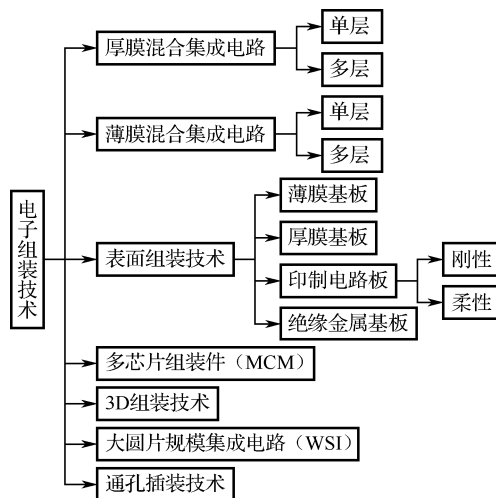 电子组装技术
厚膜混合集成电路
单层
多层
薄膜混合集成电路
单层
多层
表面组装技术
薄膜基板
厚膜基板
印制电路板
刚性
柔性
绝缘金属基板
多芯片组装件（MCM）
3D组装技术
大圆片规模集成电路（WSI）
通孔插装技术